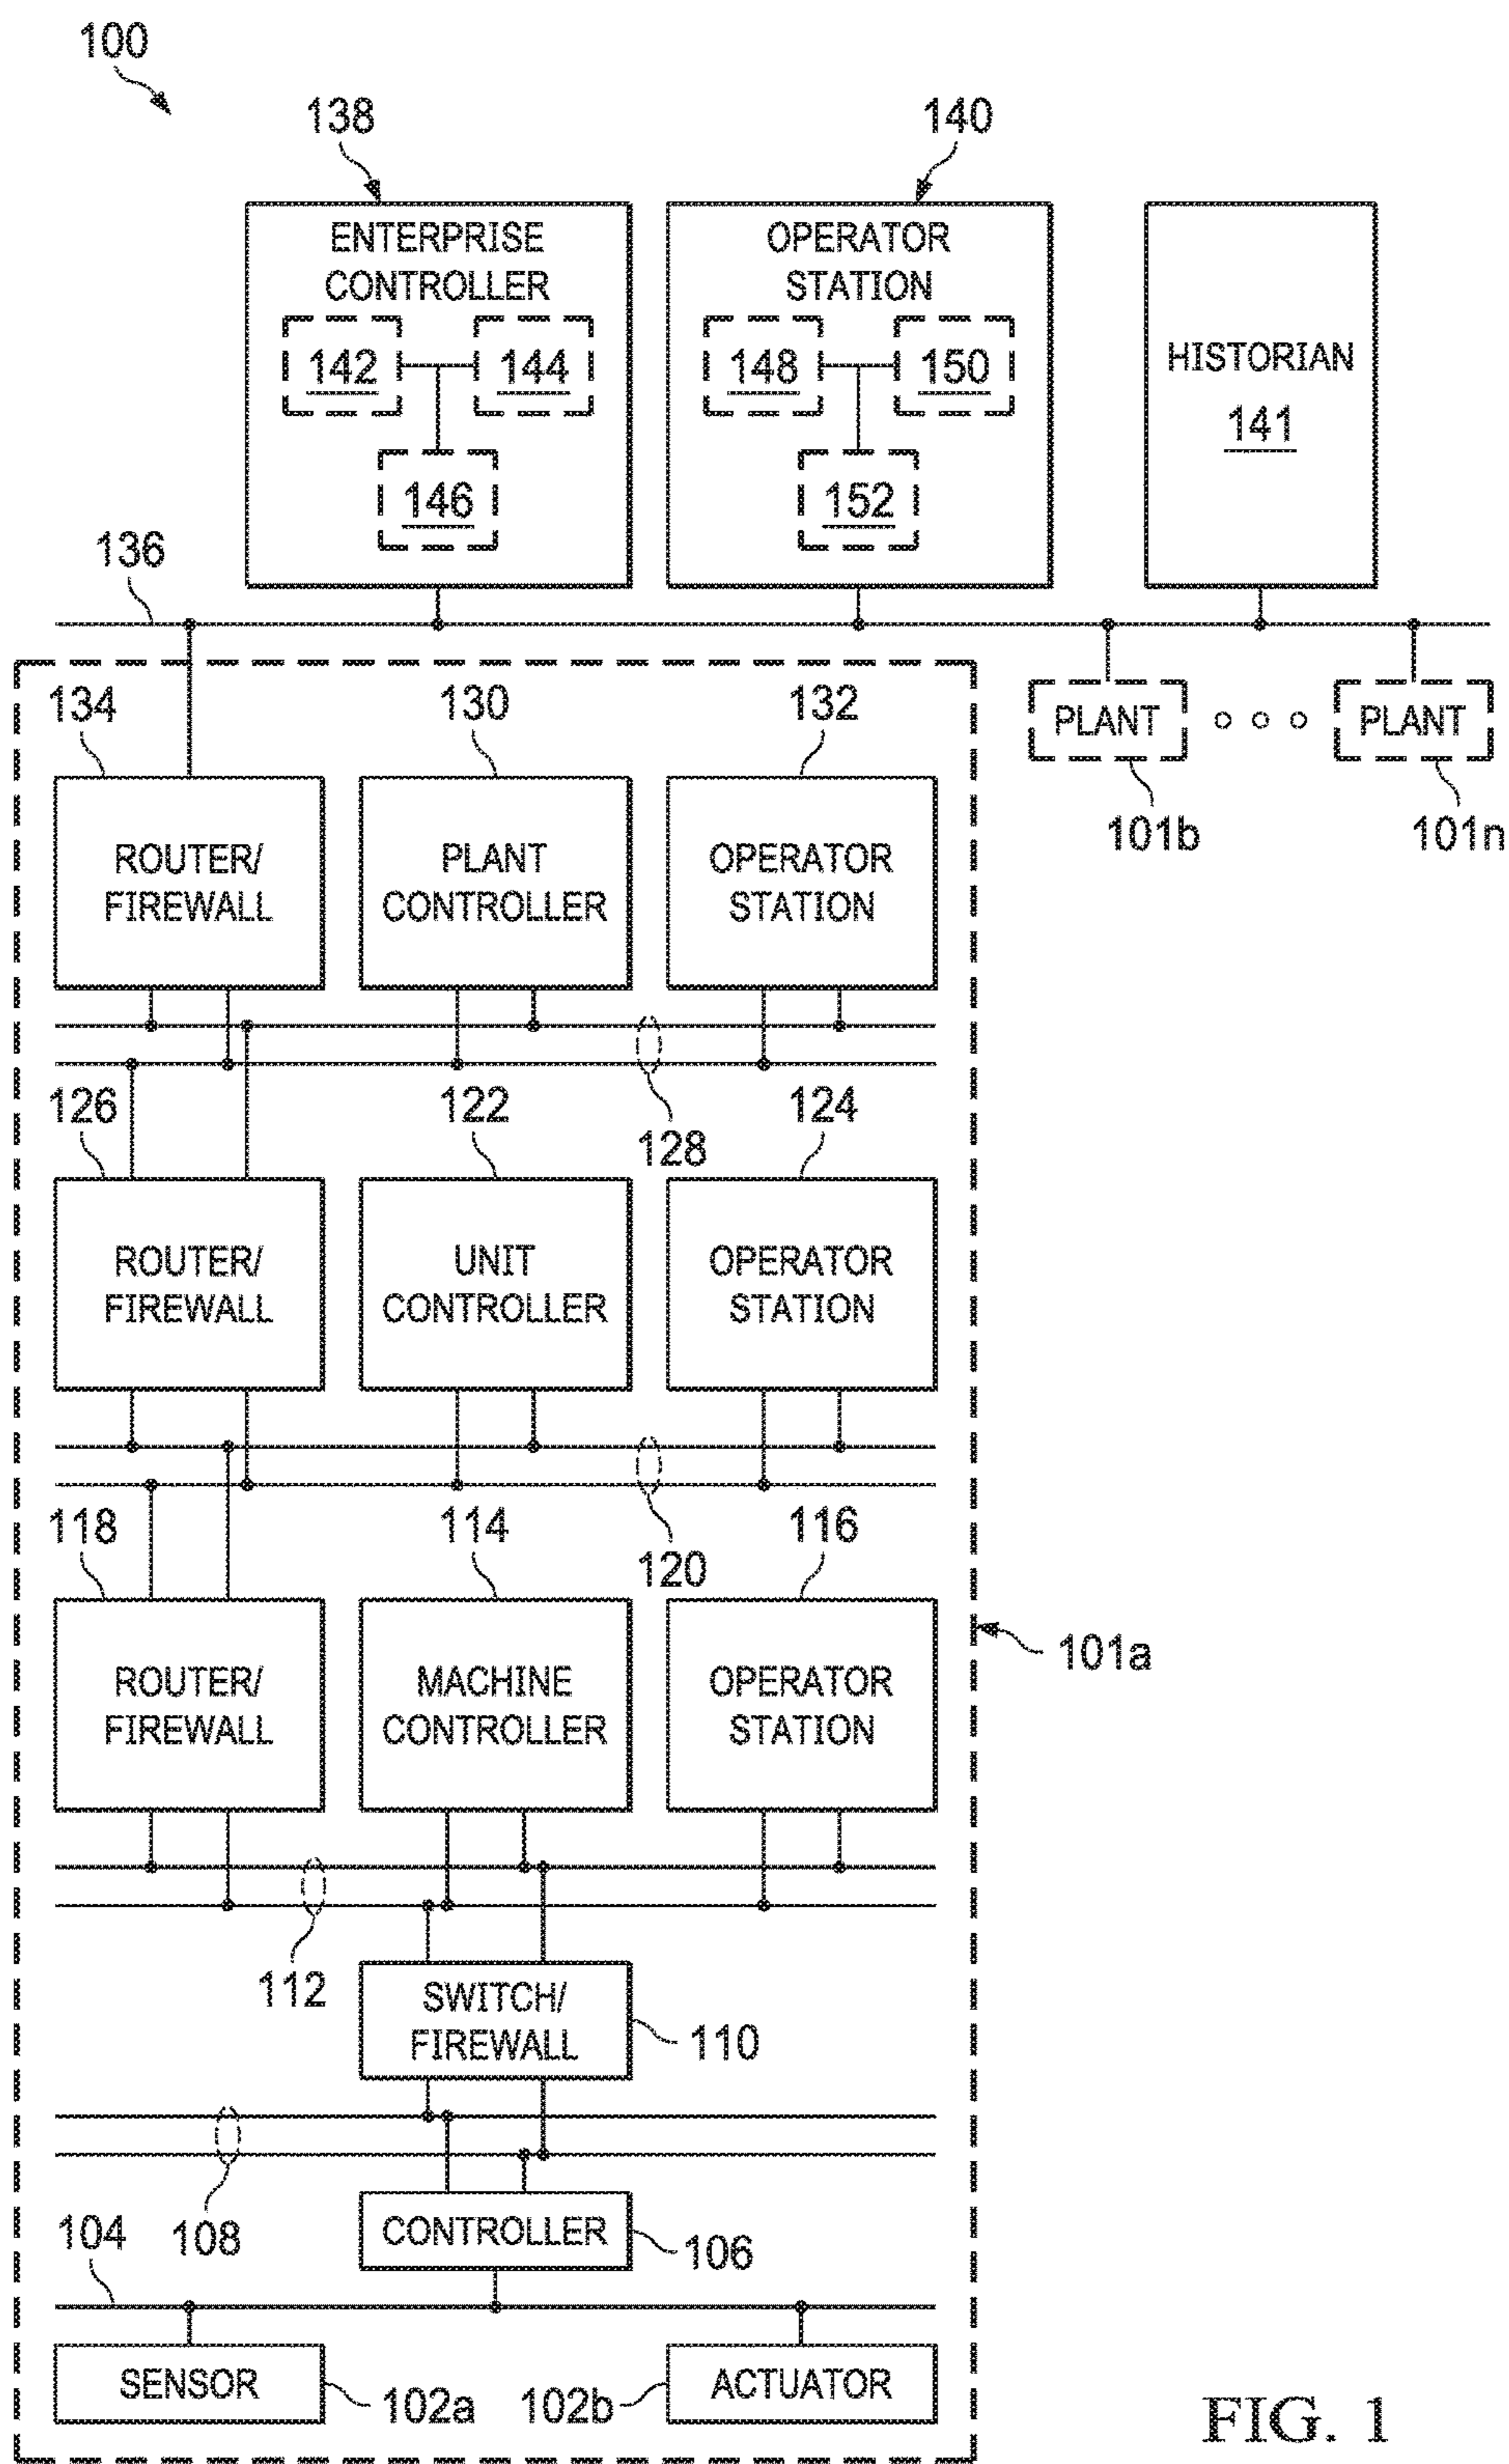 100
138
140
ENTERPRISE
CONTROLLER
142
144
146
OPERATOR
STATION
148
150
152
HISTORIAN
141
136
134
130
132
PLANT
PLANT
101b
101n
ROUTER/
FIREWALL
PLANT
CONTROLLER
OPERATOR
STATION
126
122
128
124
ROUTER/
FIREWALL
UNIT
CONTROLLER
OPERATOR
STATION
118
114
120
116
ROUTER/
FIREWALL
MACHINE
CONTROLLER
OPERATOR
STATION
101a
112
SWITCH/
FIREWALL
110
108
104
CONTROLLER
106
SENSOR
102a
102b
ACTUATOR
FIG. 1